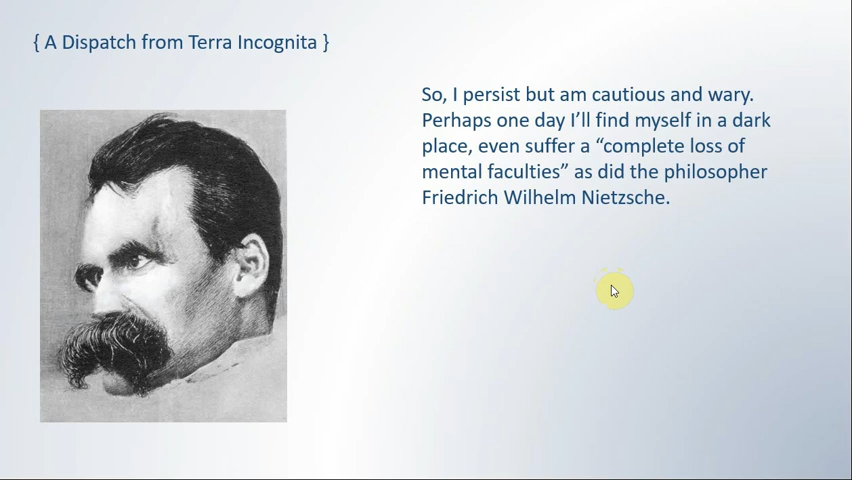 { A Dispatch from Terra Incognita }
So, I persist but am cautious and wary.
Perhaps one day I’ll find myself in a dark
place, even suffer a “complete loss of
mental faculties” as did the philosopher
Friedrich Wilhelm Nietzsche.